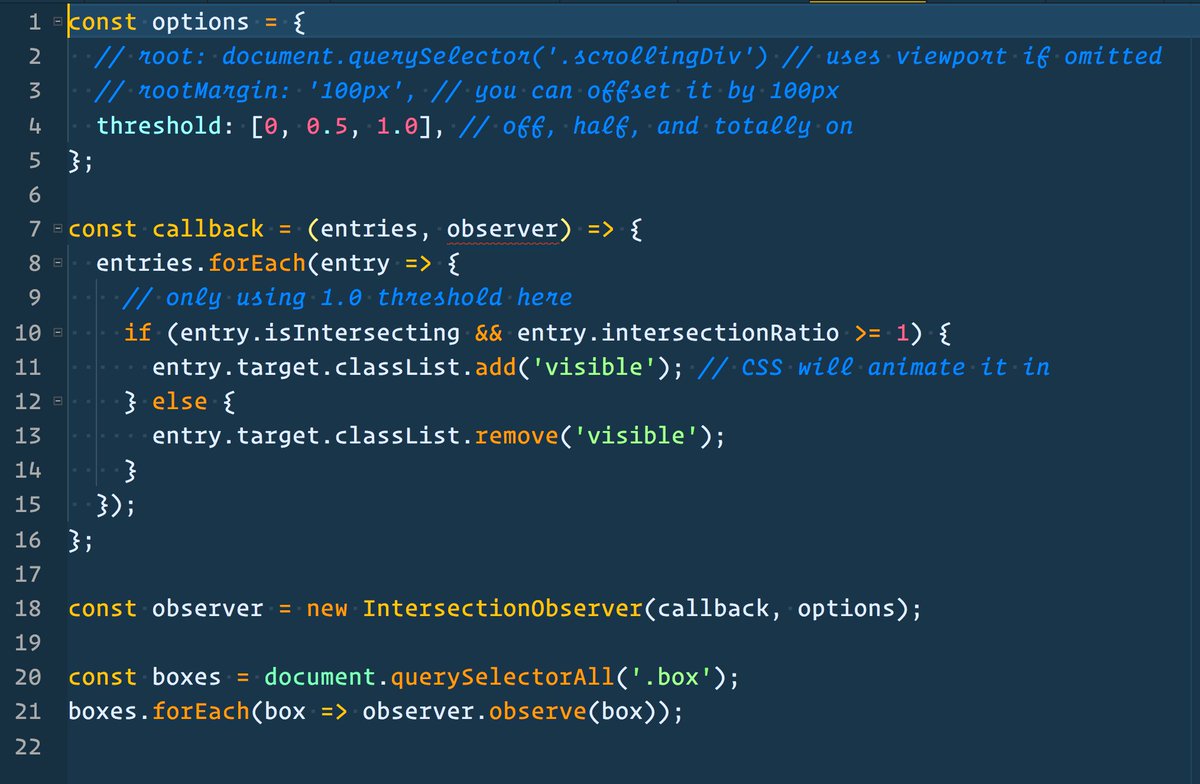 1 const options = {
2 // root: document.querySelector('.scrollingDiv') // uses viewport if omitted
3 // rootMargin: '100px', // you can offset it by 100px
4 threshold: [0, 0.5, 1.0], // off, half, and totally on
5 };
6
7 const callback = (entries, observer) => {
8 entries.forEach(entry => {
9 // only using 1.0 threshold here
10 if (entry.isIntersecting && entry.intersectionRatio >= 1) {
11 entry.target.classList.add('visible'); // CSS will animate it in
12 } else {
13 entry.target.classList.remove('visible');
14 }
15 });
16 };
17
18 const observer = new IntersectionObserver(callback, options);
19
20 const boxes = document.querySelectorAll('.box');
21 boxes.forEach(box => observer.observe(box));
22